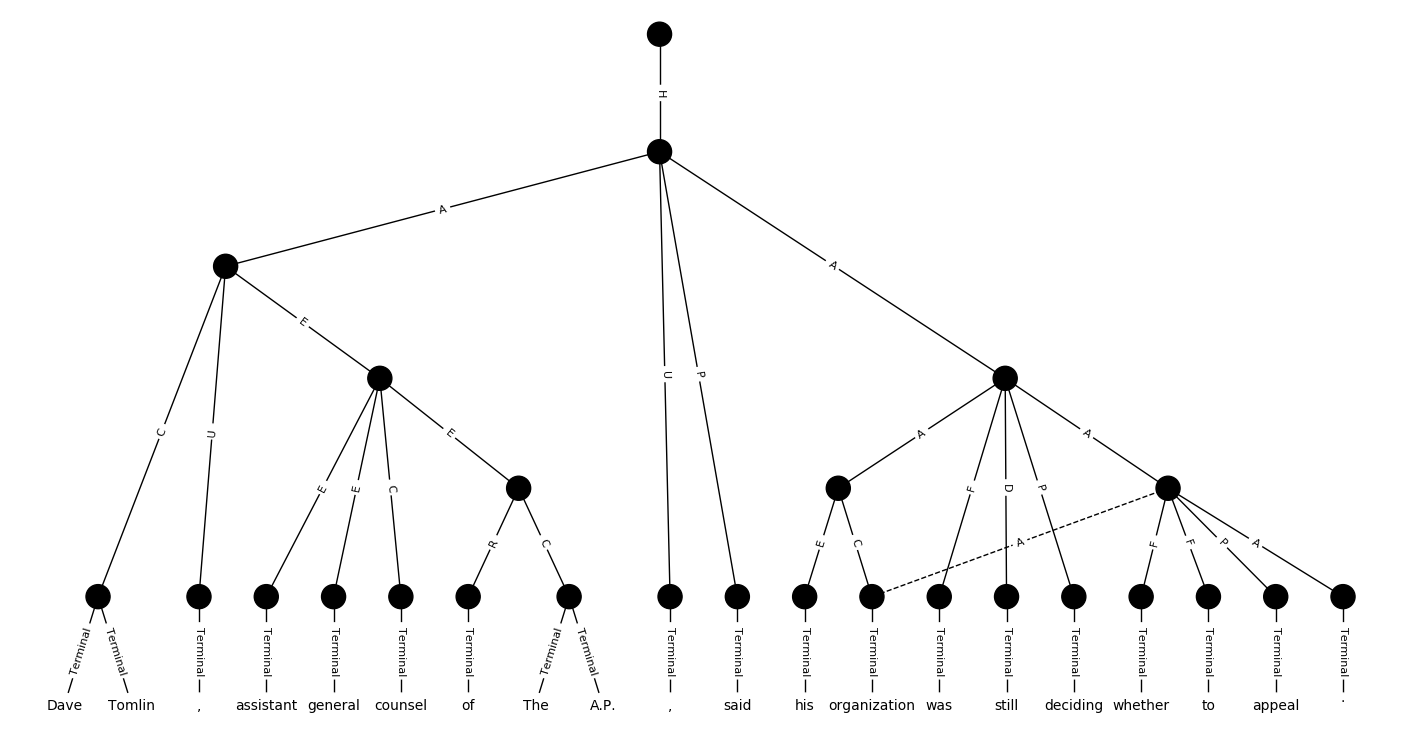 H
A
A
E
C
U
U
P
E
A
A
E
E
C
F
D
P
R
C
E
C
A
F
F
P
A
Terminal Terminal Terminal Terminal Terminal Terminal Terminal Terminal Terminal Terminal Terminal Terminal Terminal Terminal Terminal Terminal Terminal Terminal Terminal Terminal
Dave Tomlin , assistant general counsel of The A.P. , said his organization was still deciding whether to appeal .